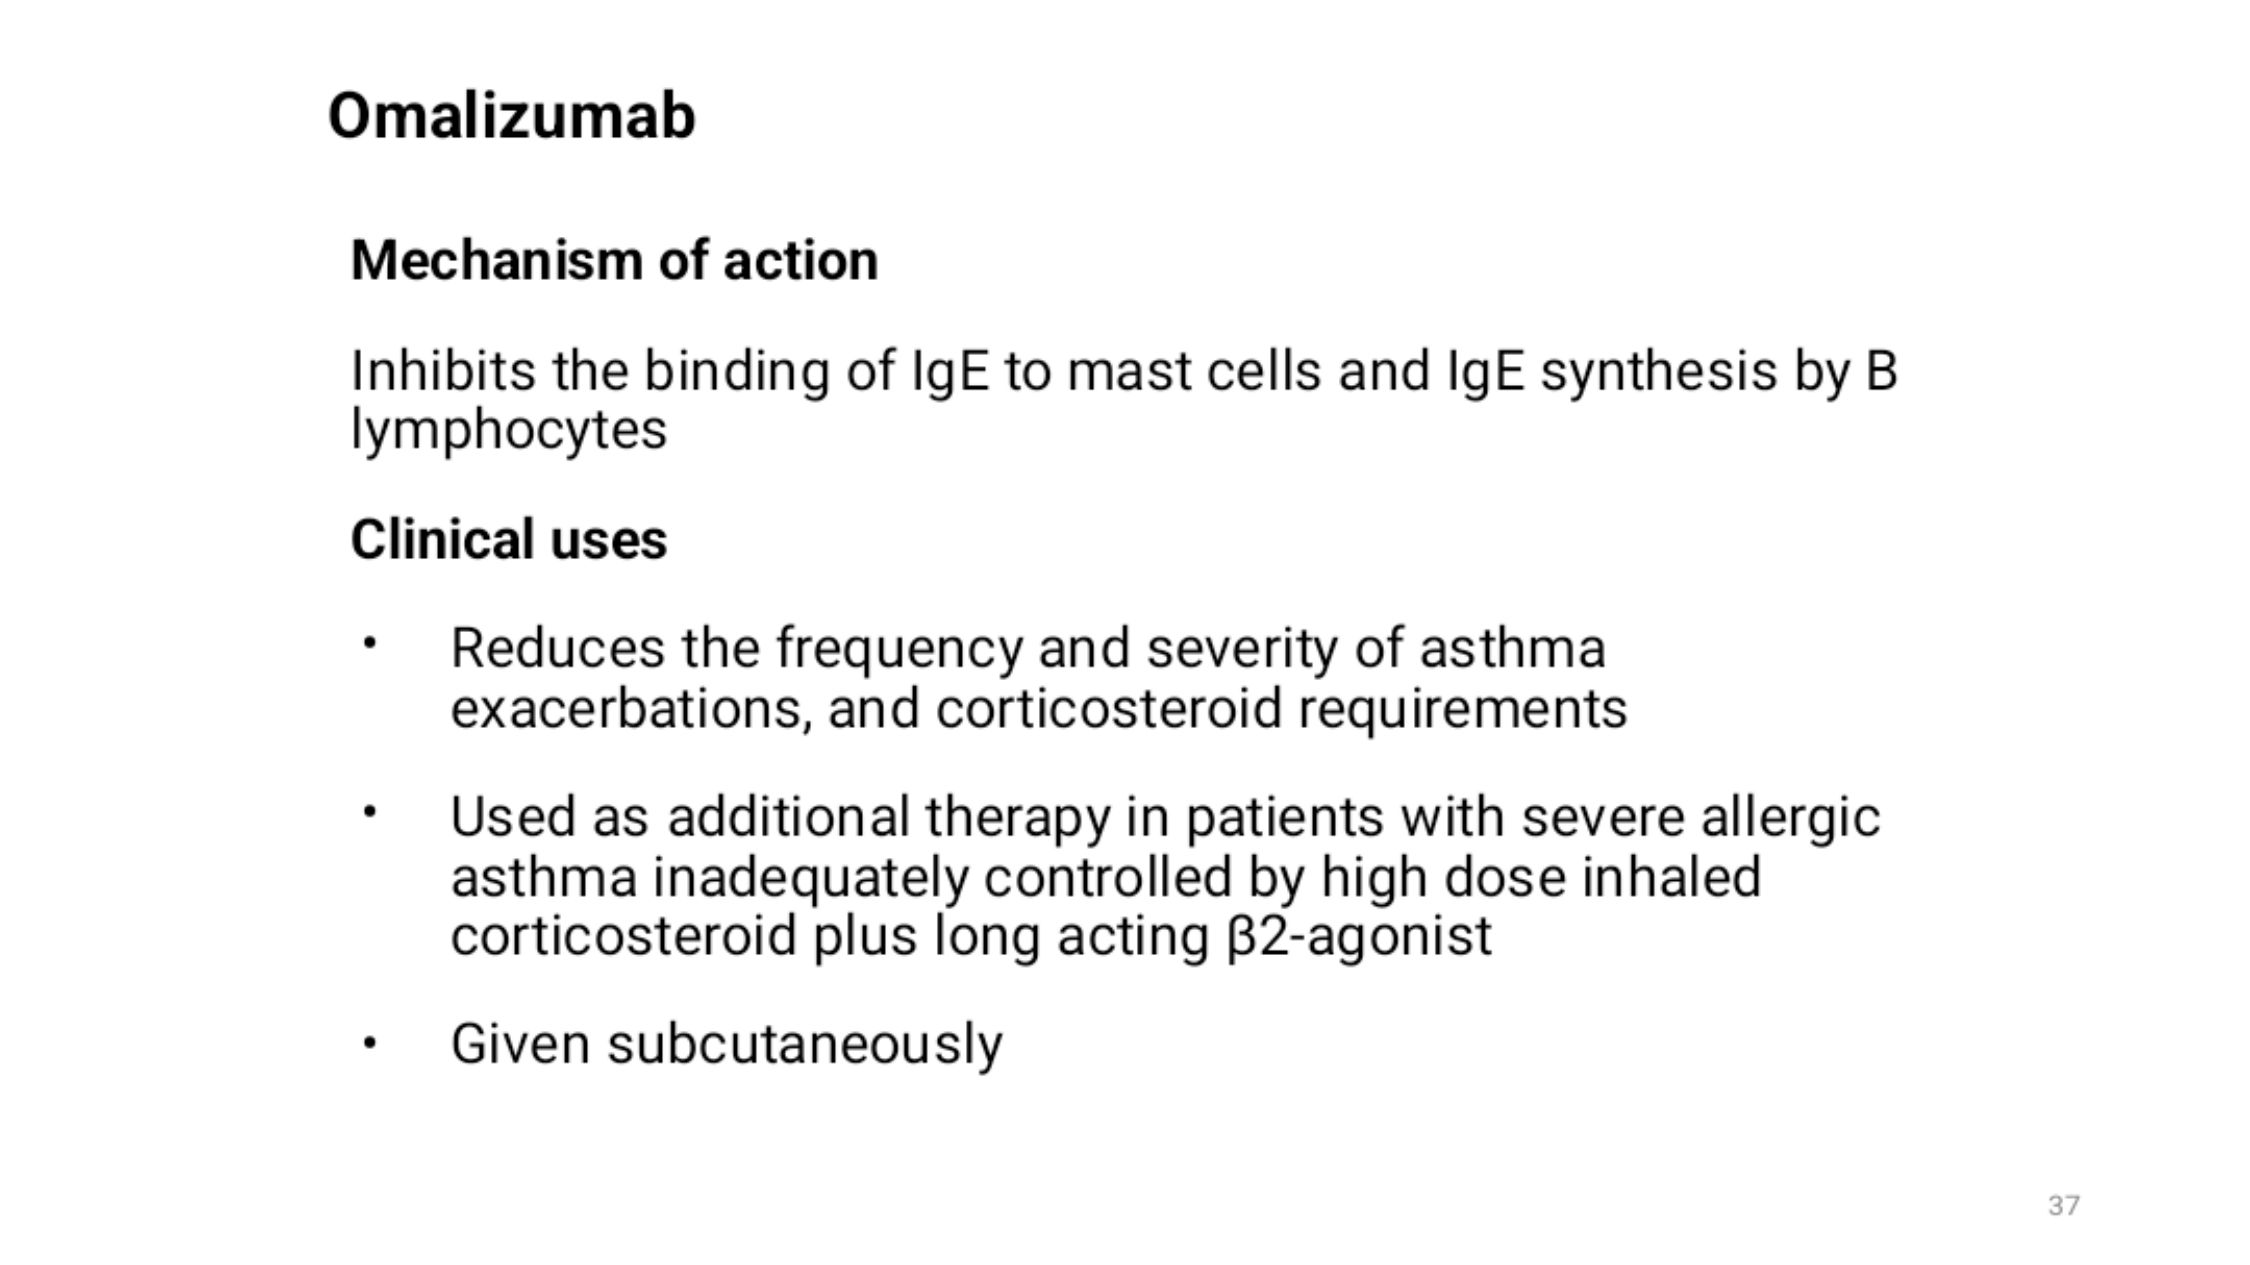 Omalizumab
Mechanism of action
Inhibits the binding of IgE to mast cells and IgE synthesis by B
lymphocytes
Clinical uses
• Reduces the frequency and severity of asthma
exacerbations, and corticosteroid requirements
• Used as additional therapy in patients with severe allergic
asthma inadequately controlled by high dose inhaled
corticosteroid plus long acting β2-agonist
• Given subcutaneously
37